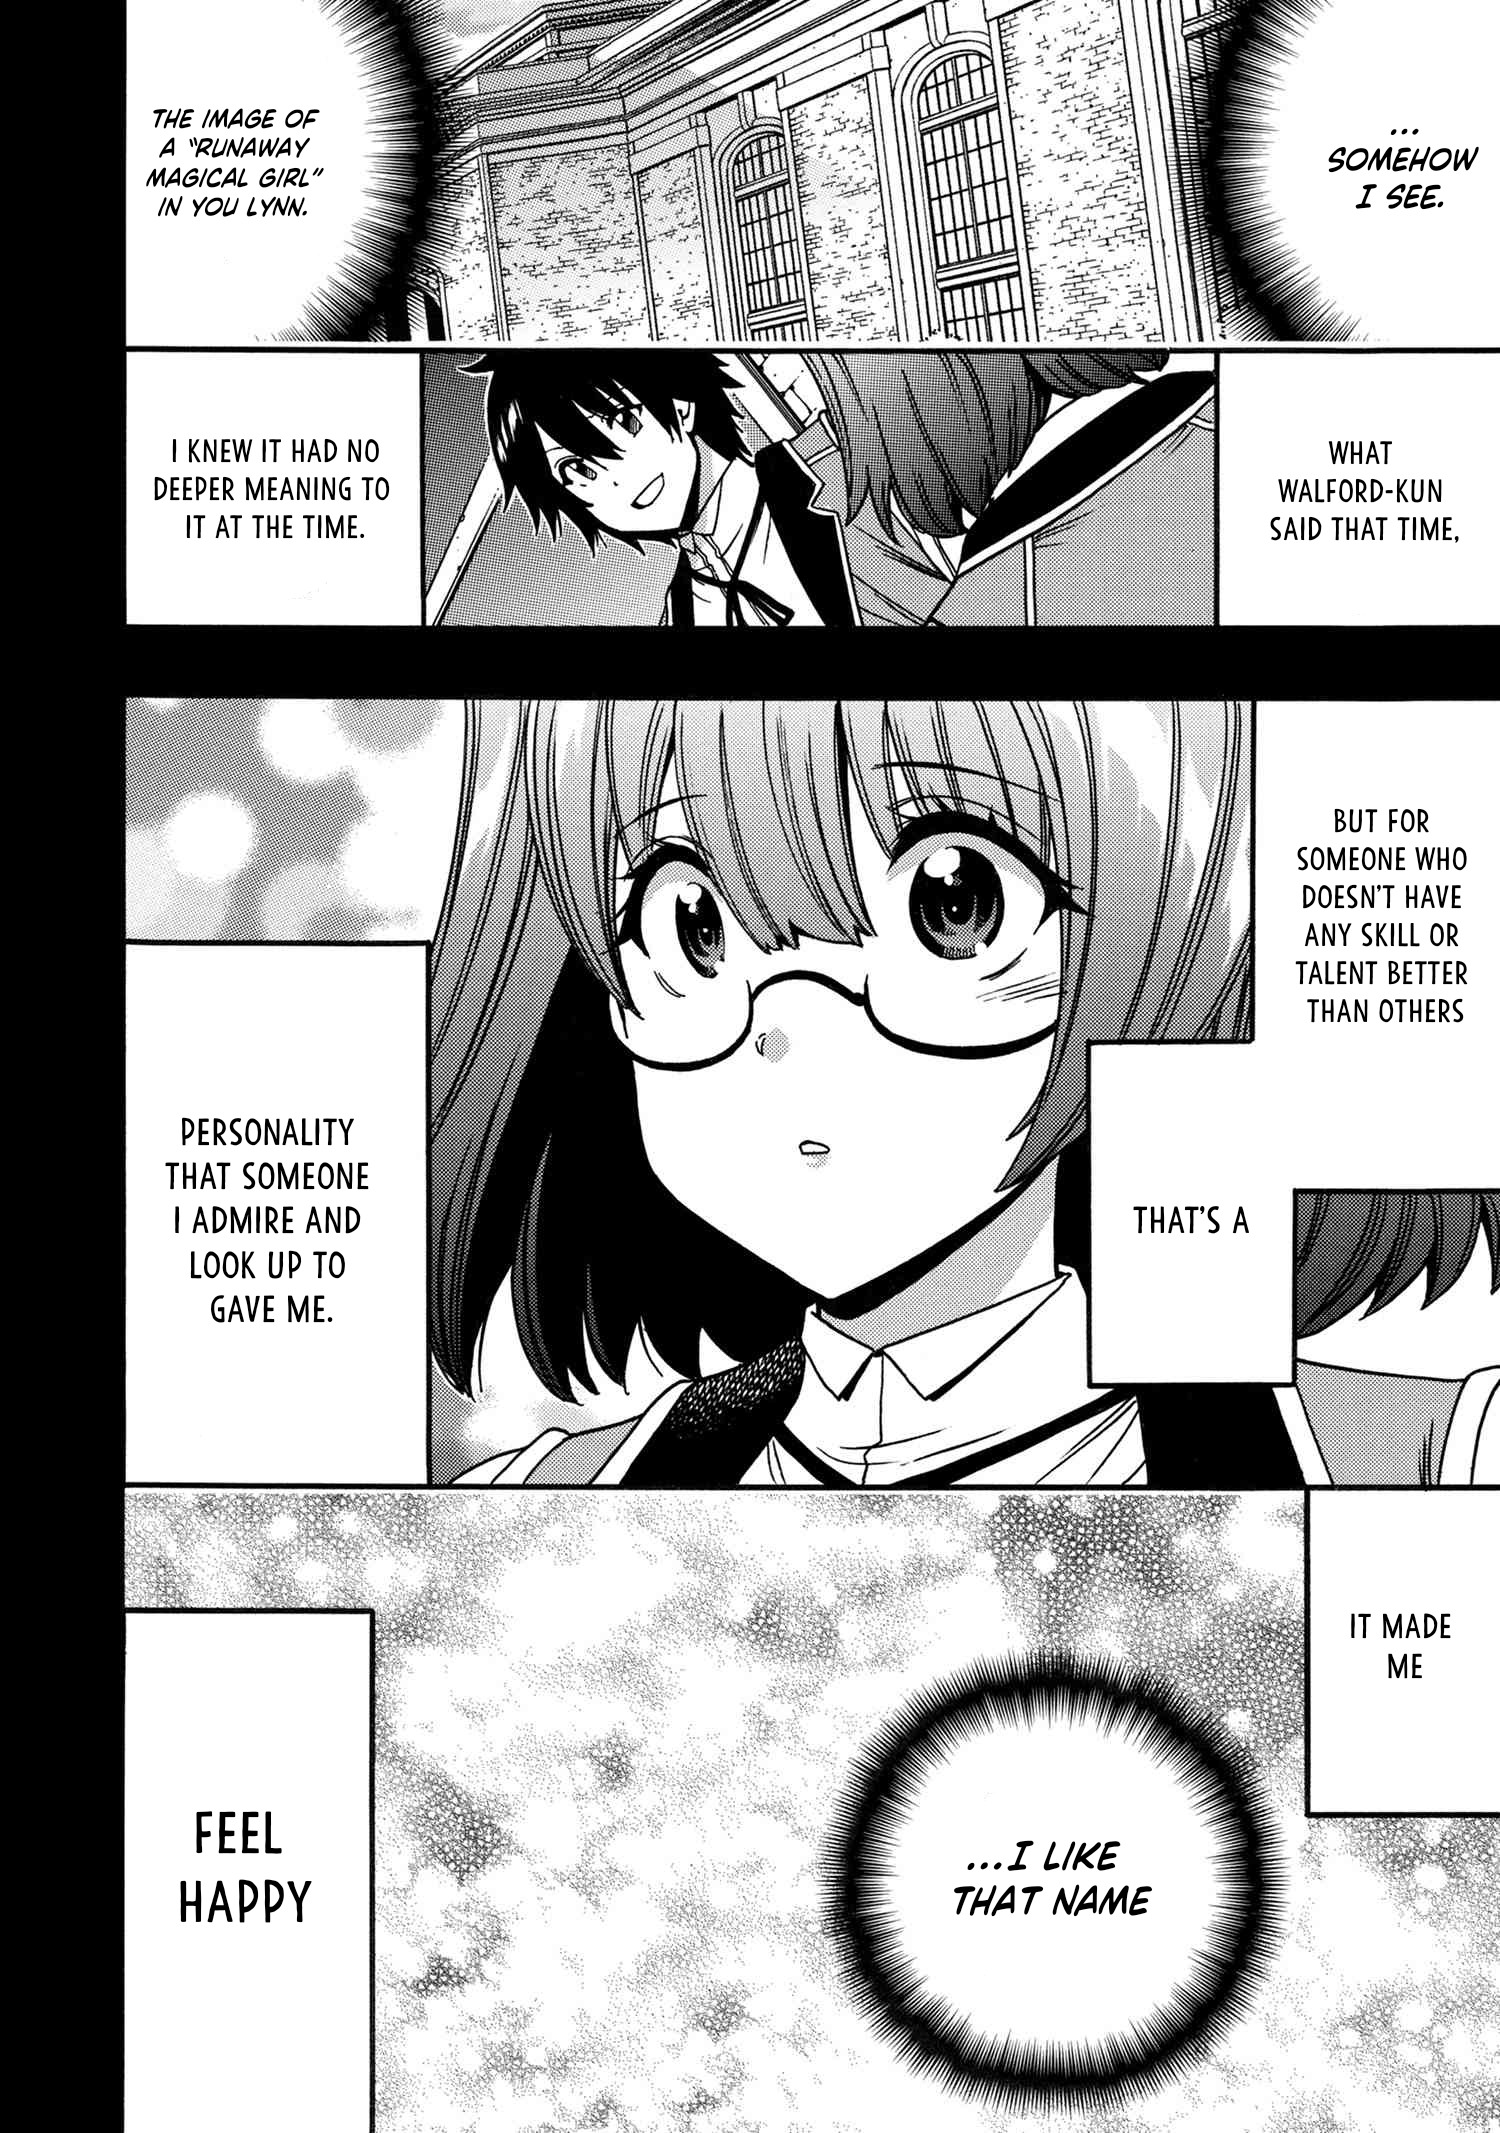 ...
SOMEHOW
I SEE.
THE IMAGE OF
A "RUNAWAY
MAGICAL GIRL"
IN YOU LYNN.
WHAT
WALFORD-KUN
SAID THAT TIME,
I KNEW IT HAD NO
DEEPER MEANING TO
IT AT THE TIME.
BUT FOR
SOMEONE WHO
DOESN'T HAVE
ANY SKILL OR
TALENT BETTER
THAN OTHERS
THAT'S A
PERSONALITY
THAT SOMEONE
I ADMIRE AND
LOOK UP TO
GAVE ME.
IT MADE
ME
...I LIKE
THAT NAME
FEEL
HAPPY